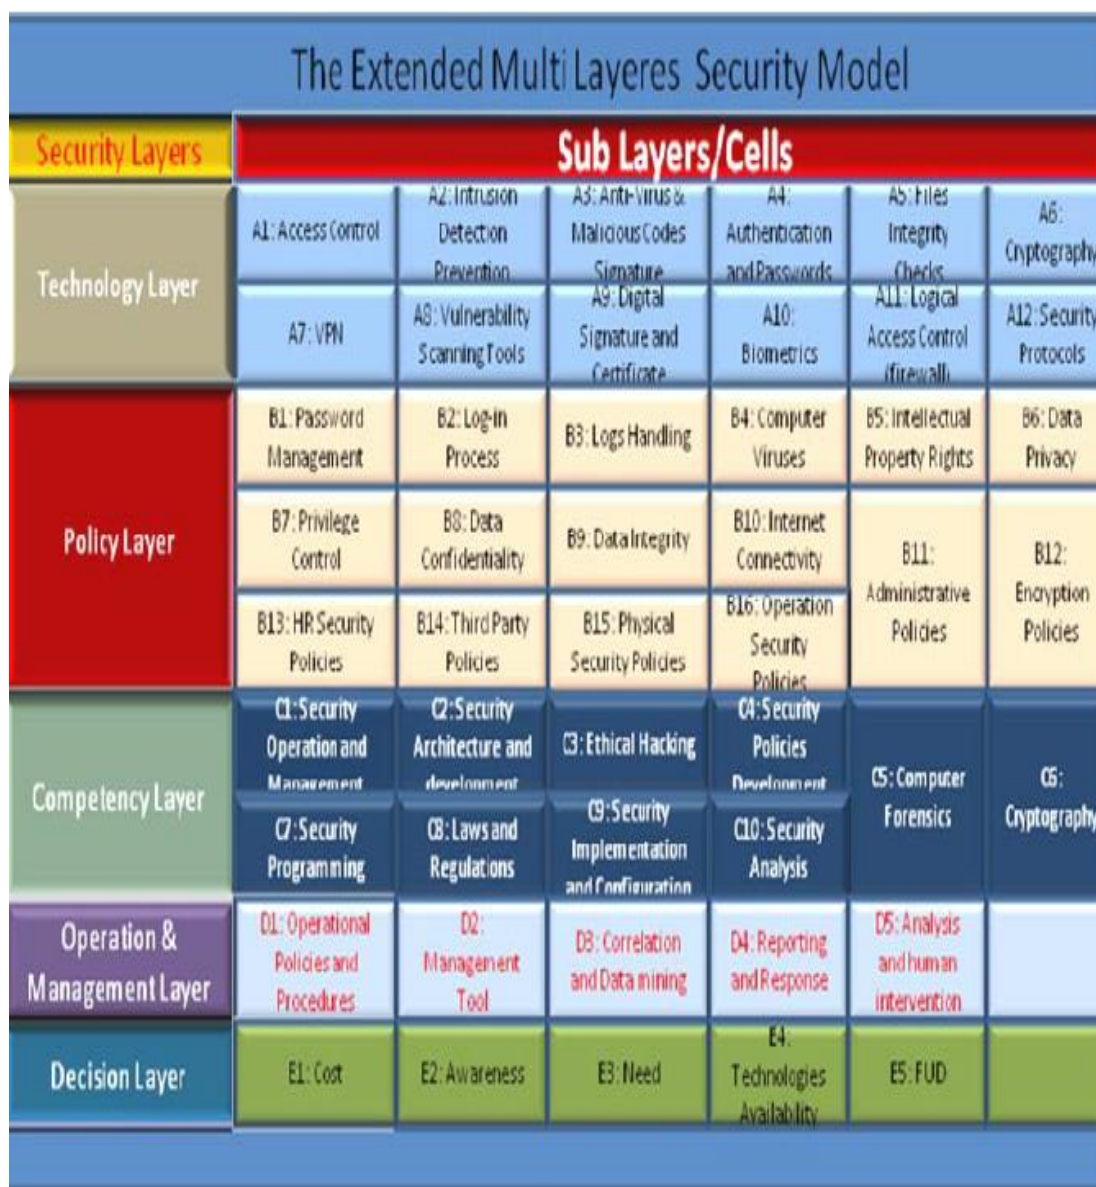 The Extended Multi Layeres Security Model
Security Layers
Sub Layers/Cells
Technology Layer
A1: Access Control
A2: Intrusion
Detection
Prevention
A3: Anti-Virus &
Malicious Codes
Signature
A4:
Authentication
and Passwords
A5: Files
Integrity
Checks
A6:
Cryptography
A7: VPN
A8: Vulnerability
Scanning Tools
A9: Digital
Signature and
Certificate
A10:
Biometrics
A11: Logical
Access Control
(firewall)
A12: Security
Protocols
Policy Layer
B1: Password
Management
B2: Log-in
Process
B3: Logs Handling
B4: Computer
Viruses
B5: Intellectual
Property Rights
B6: Data
Privacy
B7: Privilege
Control
B8: Data
Confidentiality
B9: Data Integrity
B10: Internet
Connectivity
B11:
Administrative
Policies
B12:
Encryption
Policies
B13: HR Security
Policies
B14: Third Party
Policies
B15: Physical
Security Policies
B16: Operation
Security
Policies
Competency Layer
C1: Security
Operation and
Management
C2: Security
Architecture and
development
C3: Ethical Hacking
C4: Security
Policies
Development
C5: Computer
Forensics
C6:
Cryptography
C7: Security
Programming
C8: Laws and
Regulations
C9: Security
Implementation
and Configuration
C10: Security
Analysis
Operation &
Management Layer
D1: Operational
Policies and
Procedures
D2:
Management
Tool
D3: Correlation
and Data mining
D4: Reporting
and Response
D5: Analysis
and human
intervention
Decision Layer
E1: Cost
E2: Awareness
E3: Need
E4:
Technologies
Availability
E5: FUD